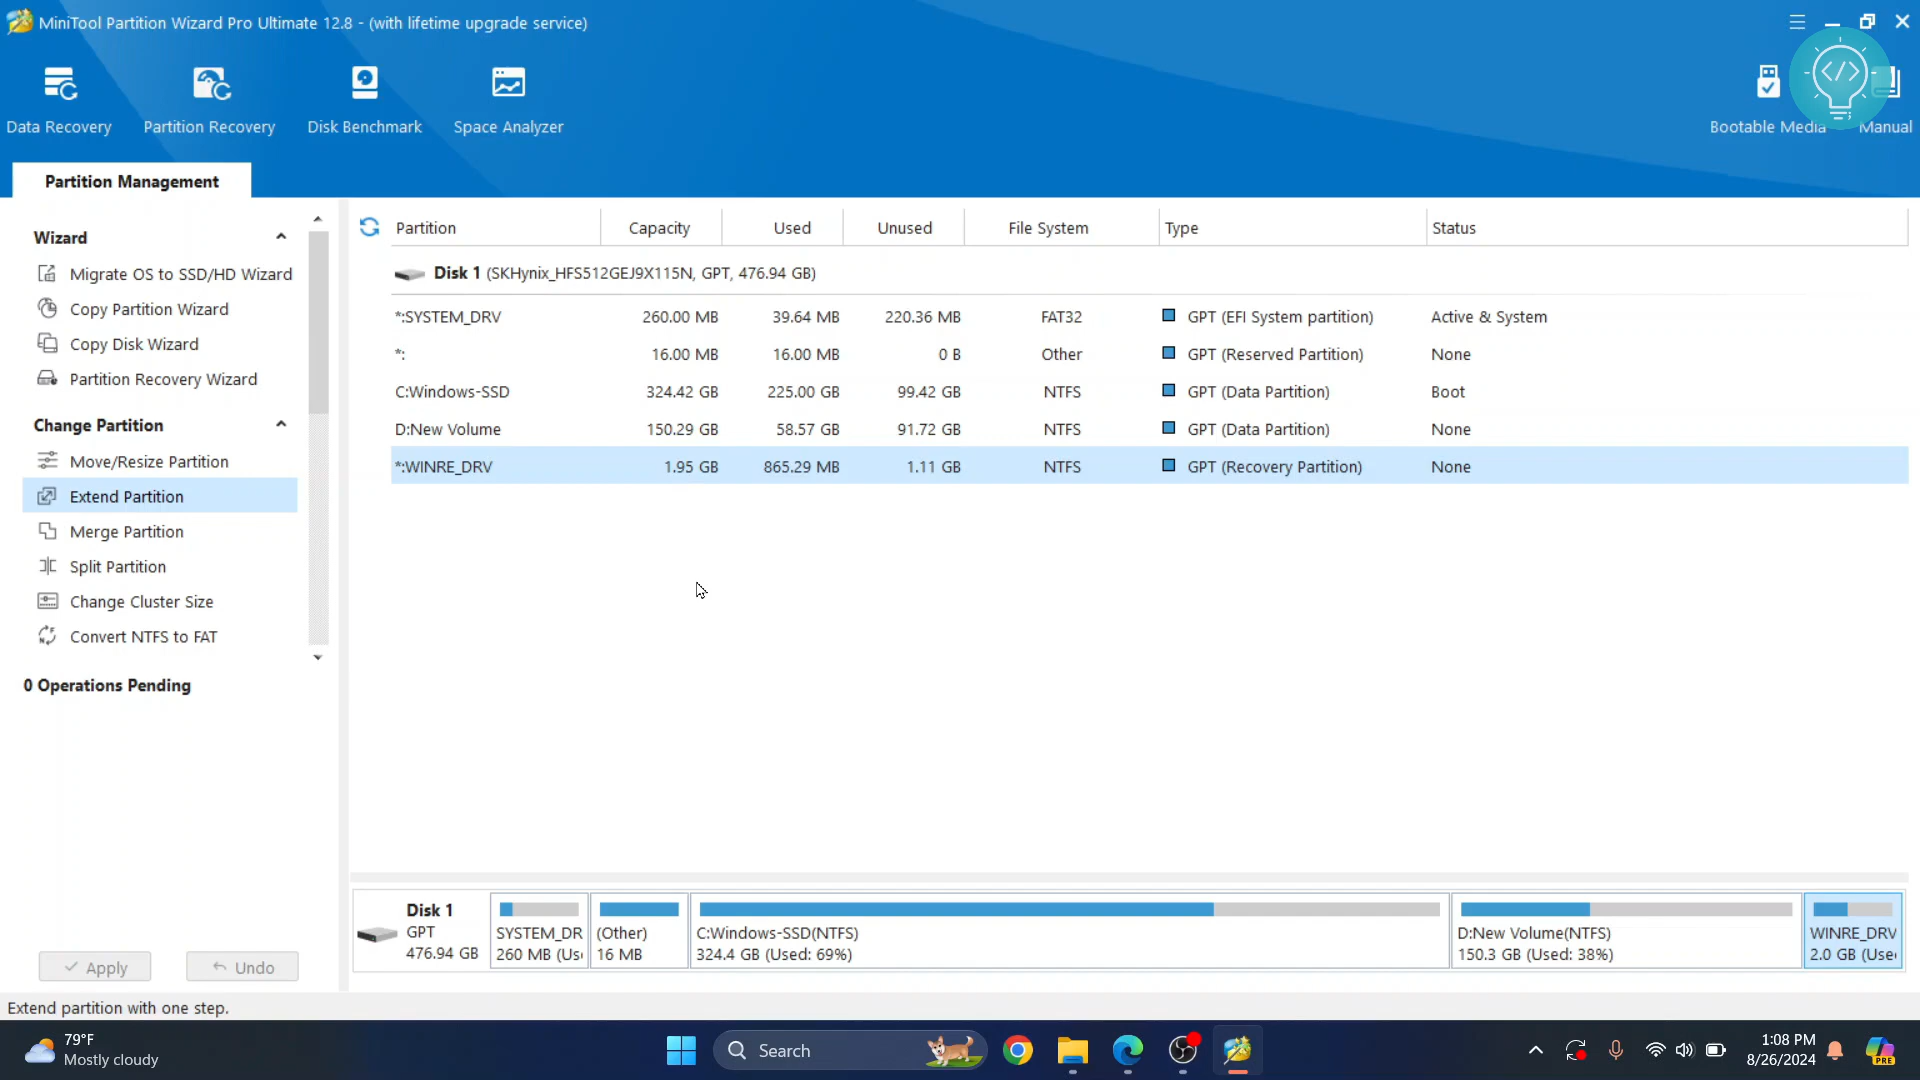 MiniTool Partition Wizard Pro Ultimate 12.8 - (with lifetime upgrade service)
Data Recovery
Partition Recovery
Disk Benchmark
Space Analyzer
Bootable Media
Manual
</>
Partition Management
Wizard
Migrate OS to SSD/HD Wizard
Copy Partition Wizard
Copy Disk Wizard
Partition Recovery Wizard
Change Partition
Move/Resize Partition
Extend Partition
Merge Partition
Split Partition
Change Cluster Size
Convert NTFS to FAT
0 Operations Pending
Apply
Undo
Partition Capacity Used Unused File System Type Status
Disk 1 (SKHynix_HFS512GEJ9X115N, GPT, 476.94 GB)
*:SYSTEM_DRV 260.00 MB 39.64 MB 220.36 MB FAT32 GPT (EFI System partition) Active & System
*: 16.00 MB 16.00 MB 0 B Other GPT (Reserved Partition) None
C:Windows-SSD 324.42 GB 225.00 GB 99.42 GB NTFS GPT (Data Partition) Boot
D:New Volume 150.29 GB 58.57 GB 91.72 GB NTFS GPT (Data Partition) None
*:WINRE_DRV 1.95 GB 865.29 MB 1.11 GB NTFS GPT (Recovery Partition) None
Disk 1
GPT
476.94 GB
SYSTEM_DR
260 MB (Us
(Other)
16 MB
C:Windows-SSD(NTFS)
324.4 GB (Used: 69%)
D:New Volume(NTFS)
150.3 GB (Used: 38%)
WINRE_DRV
2.0 GB (Use
Extend partition with one step.
79°F
Mostly cloudy
Search
1:08 PM
8/26/2024
PRE